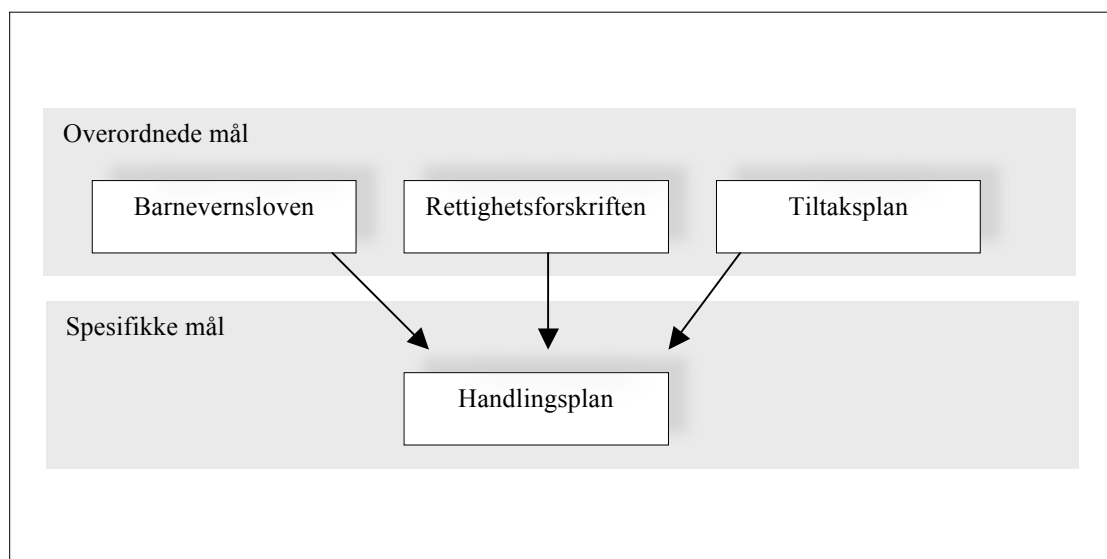 Overordnede mål
Barnevernsloven
Rettighetsforskriften
Tiltaksplan
Spesifikke mål
Handlingsplan